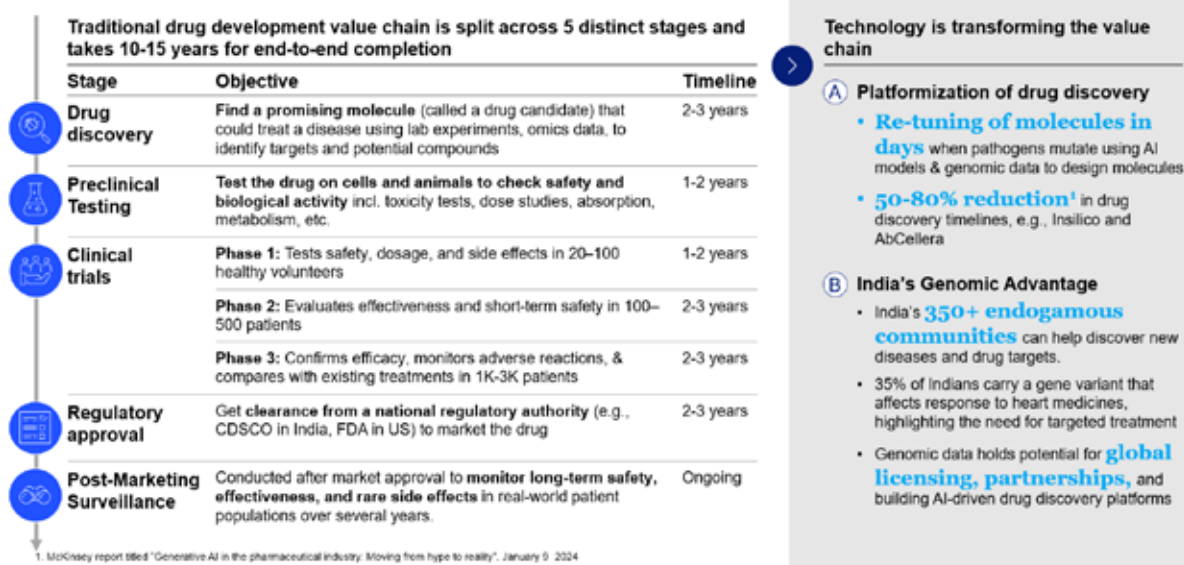 Traditional drug development value chain is split across 5 distinct stages and
takes 10-15 years for end-to-end completion
Stage Objective Timeline
Drug
discovery
Find a promising molecule (called a drug candidate) that
could treat a disease using lab experiments, omics data, to
identify targets and potential compounds
2-3 years
Preclinical
Testing
Test the drug on cells and animals to check safety and
biological activity incl. toxicity tests, dose studies, absorption,
metabolism, etc.
1-2 years
Clinical
trials
Phase 1: Tests safety, dosage, and side effects in 20–100
healthy volunteers
1-2 years
Phase 2: Evaluates effectiveness and short-term safety in 100–
500 patients
2-3 years
Phase 3: Confirms efficacy, monitors adverse reactions, &
compares with existing treatments in 1K-3K patients
2-3 years
Regulatory
approval
Get clearance from a national regulatory authority (e.g.,
CDSCO in India, FDA in US) to market the drug
2-3 years
Post-Marketing
Surveillance
Conducted after market approval to monitor long-term safety,
effectiveness, and rare side effects in real-world patient
populations over several years.
Ongoing
1. McKinsey report titled "Generative AI in the pharmaceutical industry: Moving from hype to reality". January 9 2024
Technology is transforming the value
chain
A Platformization of drug discovery
• Re-tuning of molecules in
days when pathogens mutate using AI
models & genomic data to design molecules
• 50-80% reduction¹ in drug
discovery timelines, e.g., Insilico and
AbCellera
B India's Genomic Advantage
• India's 350+ endogamous
communities can help discover new
diseases and drug targets.
• 35% of Indians carry a gene variant that
affects response to heart medicines,
highlighting the need for targeted treatment
• Genomic data holds potential for global
licensing, partnerships, and
building AI-driven drug discovery platforms